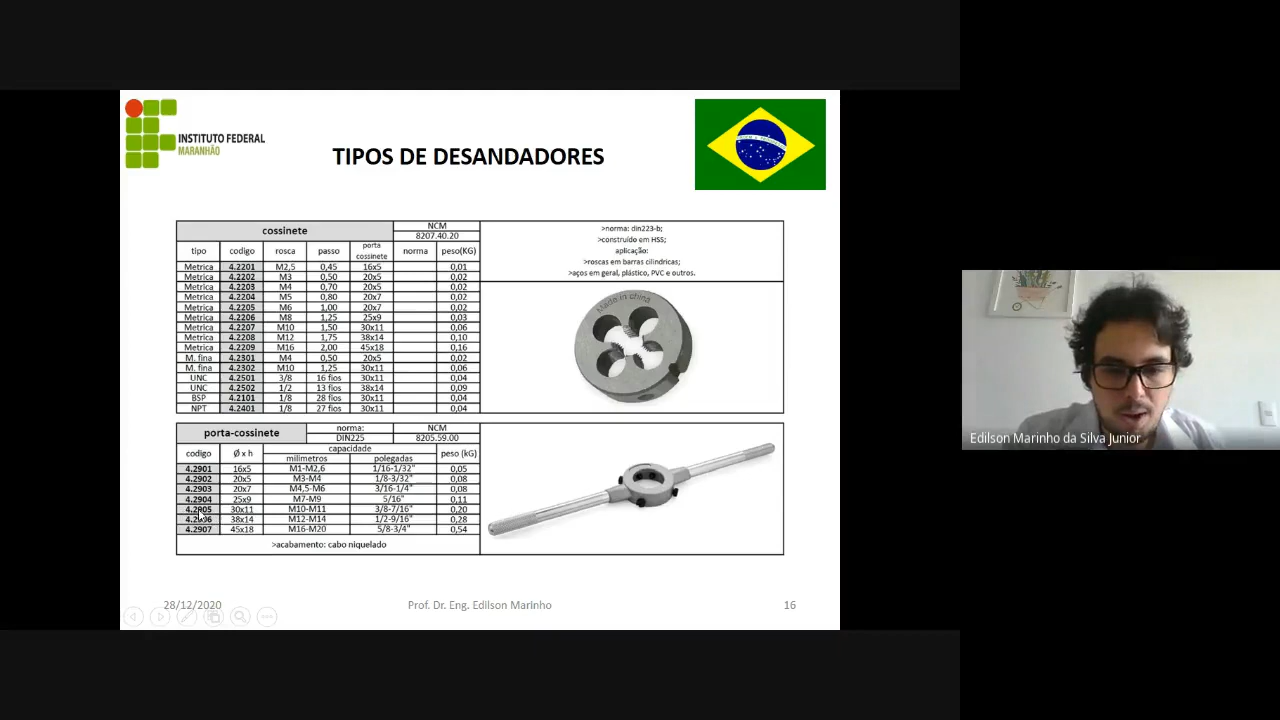 INSTITUTO FEDERAL
MARANHÃO
TIPOS DE DESANDADORES
cossinete NCM
8207.40.20
tipo codigo rosca passo porta cossinete norma peso(KG)
Metrica 4.2201 M2,5 0,45 16x5 0,01
Metrica 4.2202 M3 0,50 20x5 0,02
Metrica 4.2203 M4 0,70 20x5 0,02
Metrica 4.2204 M5 0,80 20x7 0,02
Metrica 4.2205 M6 1,00 20x7 0,02
Metrica 4.2206 M8 1,25 25x9 0,03
Metrica 4.2207 M10 1,50 30x11 0,06
Metrica 4.2208 M12 1,75 38x14 0,10
Metrica 4.2209 M16 2,00 45x18 0,16
M. fina 4.2301 M4 0,50 20x5 0,02
M. fina 4.2302 M10 1,25 30x11 0,06
UNC 4.2501 3/8 16 fios 30x11 0,04
UNC 4.2502 1/2 13 fios 38x14 0,09
BSP 4.2101 1/8 28 fios 30x11 0,04
NPT 4.2401 1/8 27 fios 30x11 0,04
>norma: din223-b;
>construído em HSS;
aplicação:
>roscas em barras cilindricas;
>aços em geral, plástico, PVC e outros.
Made in china
porta-cossinete norma: NCM
DIN225 8205.59.00
codigo Ø x h capacidade peso (kG)
milimetros polegadas
4.2901 16x5 M1-M2,6 1/16-1/32" 0,05
4.2902 20x5 M3-M4 1/8-3/32" 0,08
4.2903 20x7 M4,5-M6 3/16-1/4" 0,08
4.2904 25x9 M7-M9 5/16" 0,11
4.2905 30x11 M10-M11 3/8-7/16" 0,20
4.2906 38x14 M12-M14 1/2-9/16" 0,28
4.2907 45x18 M16-M20 5/8-3/4" 0,54
>acabamento: cabo niquelado
28/12/2020 Prof. Dr. Eng. Edilson Marinho 16
Edilson Marinho da Silva Junior